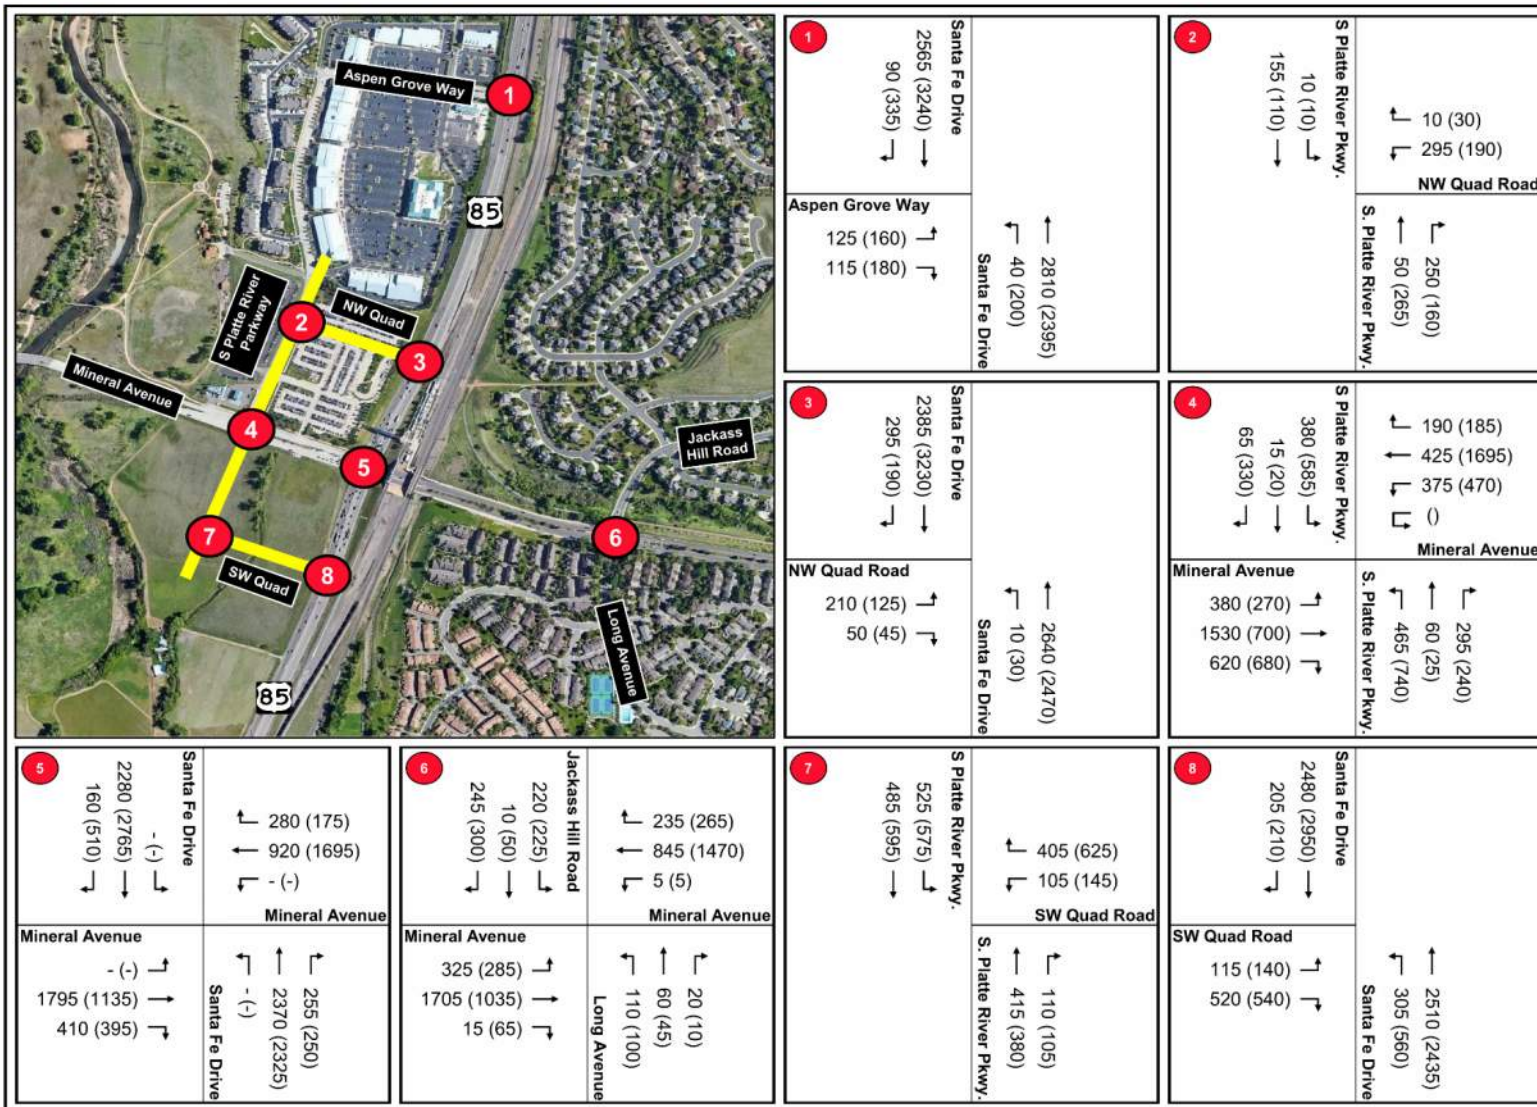 Aspen Grove Way
1
85
S Platte River
Parkway
2
NW Quad
3
Mineral Avenue
4
5
Jackass
Hill Road
6
7
SW Quad
8
Long Avenue
85
1
Santa Fe Drive
2565 (3240)
90 (335)
Aspen Grove Way
125 (160)
115 (180)
Santa Fe Drive
40 (200)
2810 (2395)
2
S Platte River Pkwy.
10 (10)
155 (110)
10 (30)
295 (190)
NW Quad Road
S. Platte River Pkwy.
50 (265)
250 (160)
3
Santa Fe Drive
2385 (3230)
295 (190)
NW Quad Road
210 (125)
50 (45)
Santa Fe Drive
10 (30)
2640 (2470)
4
S Platte River Pkwy.
380 (585)
15 (20)
65 (330)
190 (185)
425 (1695)
375 (470)
()
Mineral Avenue
Mineral Avenue
380 (270)
1530 (700)
620 (680)
S. Platte River Pkwy.
465 (740)
60 (25)
295 (240)
5
Santa Fe Drive
- (-)
2280 (2765)
160 (510)
280 (175)
920 (1695)
- (-)
Mineral Avenue
Mineral Avenue
- (-)
1795 (1135)
410 (395)
Santa Fe Drive
- (-)
2370 (2325)
255 (250)
6
Jackass Hill Road
220 (225)
10 (50)
245 (300)
235 (265)
845 (1470)
5 (5)
Mineral Avenue
Mineral Avenue
325 (285)
1705 (1035)
15 (65)
Long Avenue
110 (100)
60 (45)
20 (10)
7
S Platte River Pkwy.
525 (575)
485 (595)
405 (625)
105 (145)
SW Quad Road
S. Platte River Pkwy.
415 (380)
110 (105)
8
Santa Fe Drive
2480 (2950)
205 (210)
SW Quad Road
115 (140)
520 (540)
Santa Fe Drive
305 (560)
2510 (2435)